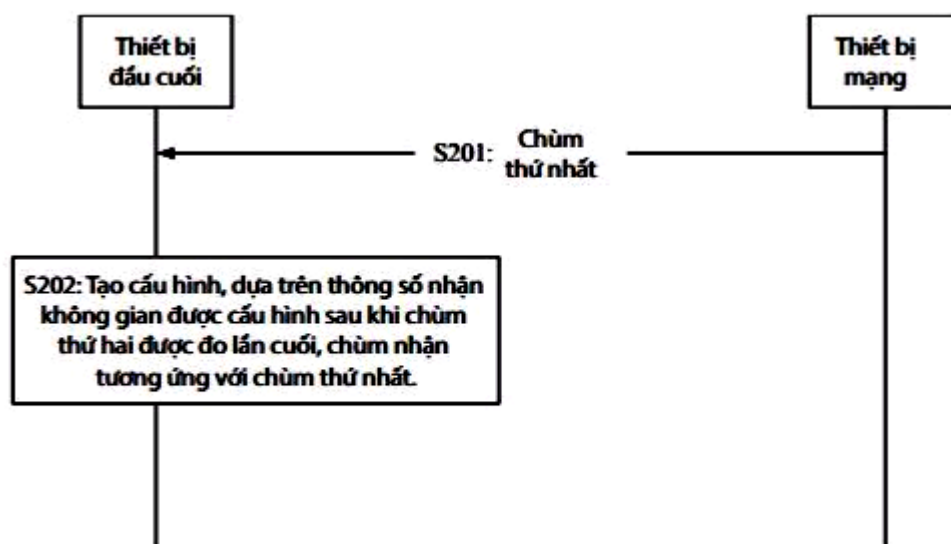 Thiết bị
đầu cuối
Thiết bị
mạng
S201: Chùm
thứ nhất
S202: Tạo cấu hình, dựa trên thông số nhận
không gian được cấu hình sau khi chùm
thứ hai được đo lần cuối, chùm nhận
tương ứng với chùm thứ nhất.